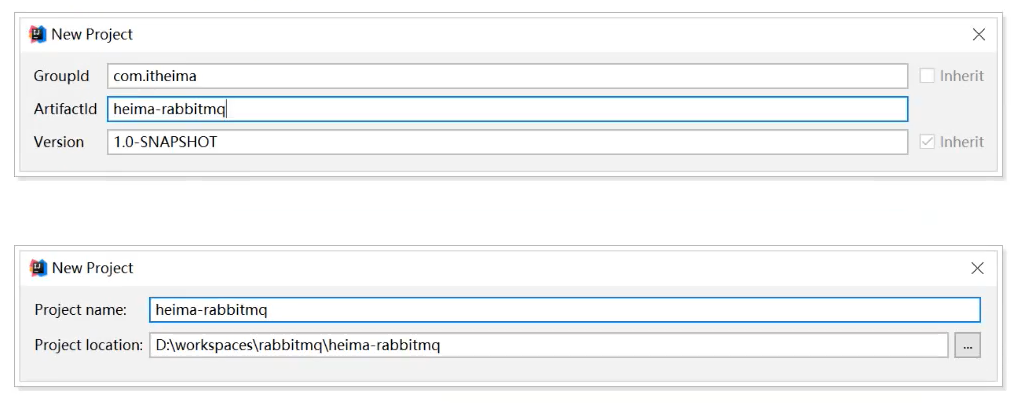 New Project
GroupId com.itheima Inherit
ArtifactId heima-rabbitmq
Version 1.0-SNAPSHOT Inherit
New Project
Project name: heima-rabbitmq
Project location: D:\workspaces\rabbitmq\heima-rabbitmq ...